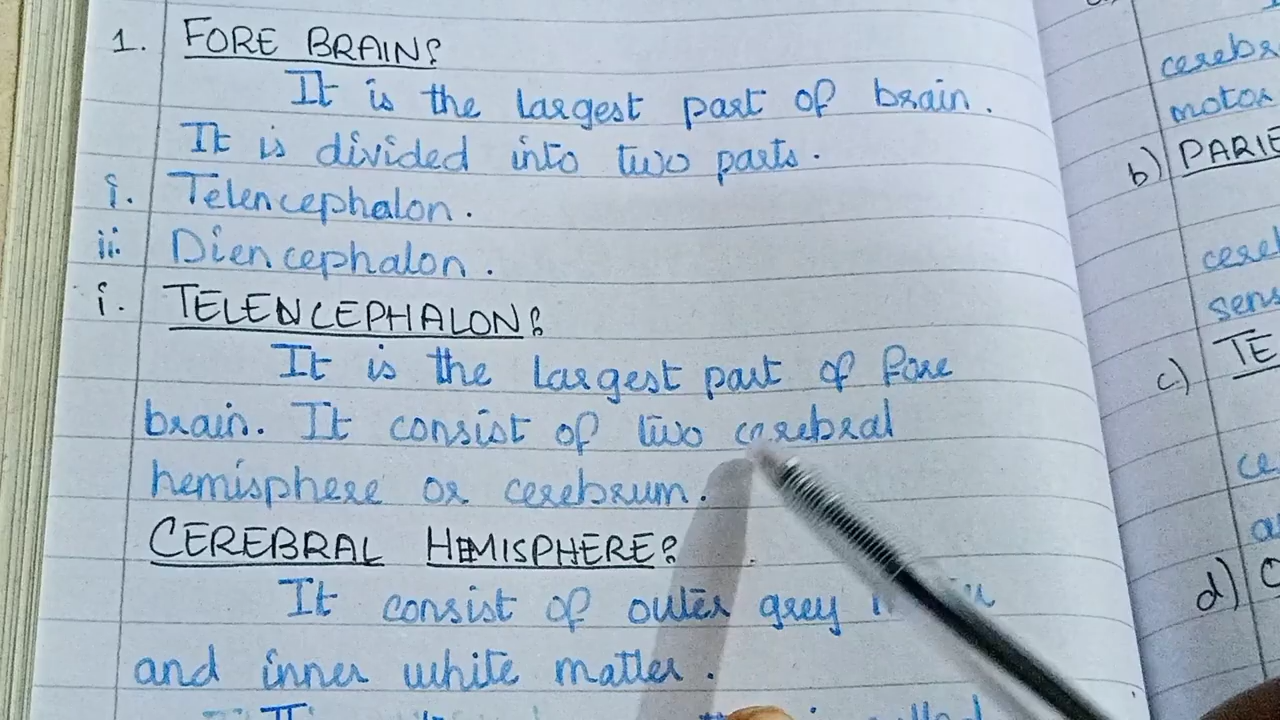 1. FORE BRAIN:
It is the largest part of brain.
It is divided into two parts.
i. Telencephalon.
ii. Diencephalon.
i. TELENCEPHALON:
It is the largest part of fore
brain. It consist of two cerebral
hemisphere or cerebrum.
CEREBRAL HEMISPHERE:
It consist of outer grey
and inner white matter.
motor
b)
c)
d)